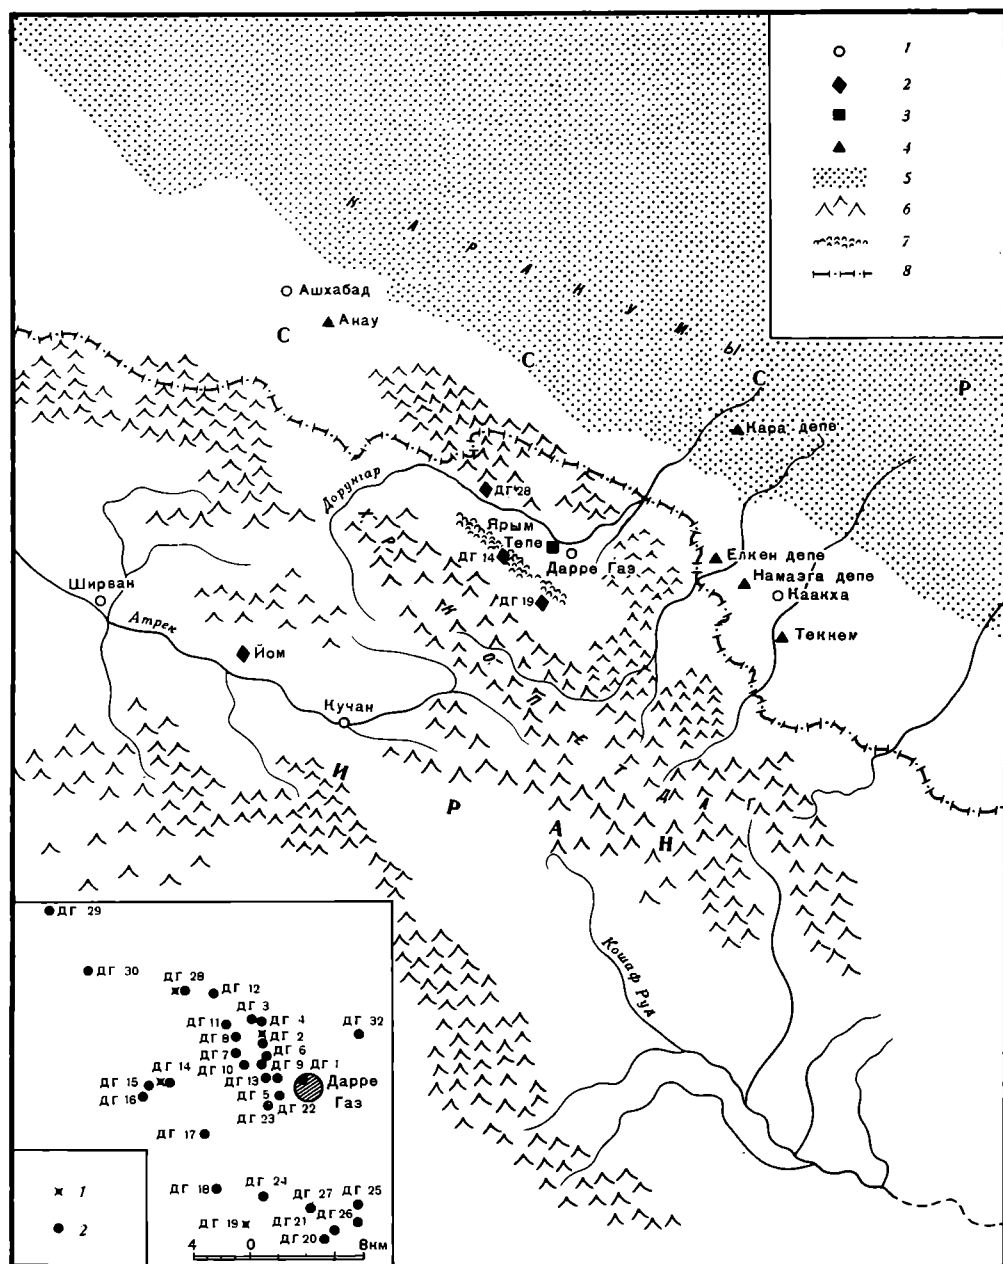 1
2
3
4
5
6
7
8
КАРАКУМЫ
Ашхабад
Анау
С С С Р
Кара депе
Дорунгар
ДГ 28
Ярым
Тепе
ДГ 14
Дарре Газ
ДГ 19
Елкен депе
Намазга депе
Каакха
Теккем
Ширван
Атрек
Йом
Кучан
КОПЕТДАГ
ИРАН
Кошаф Руд
ДГ 29
ДГ 30
ДГ 28
ДГ 12
ДГ 3
ДГ 4
ДГ 11
ДГ 2
ДГ 32
ДГ 8
ДГ 6
ДГ 7
ДГ 9
ДГ 1
ДГ 10
ДГ 14
ДГ 13
Дарре
Газ
ДГ 15
ДГ 5
ДГ 16
ДГ 22
ДГ 23
ДГ 17
ДГ 18
ДГ 24
ДГ 27
ДГ 25
ДГ 19
ДГ 21
ДГ 26
ДГ 20
1
2
4 0 8км